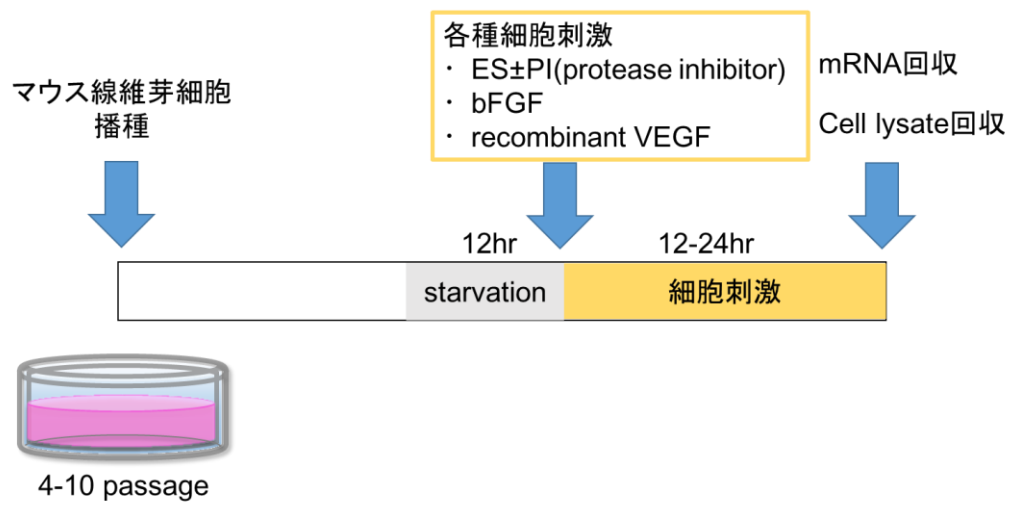 マウス線維芽細胞
播種
各種細胞刺激
・ ES±PI(protease inhibitor)
・ bFGF
・ recombinant VEGF
mRNA回収
Cell lysate回収
12hr
12-24hr
starvation
細胞刺激
4-10 passage